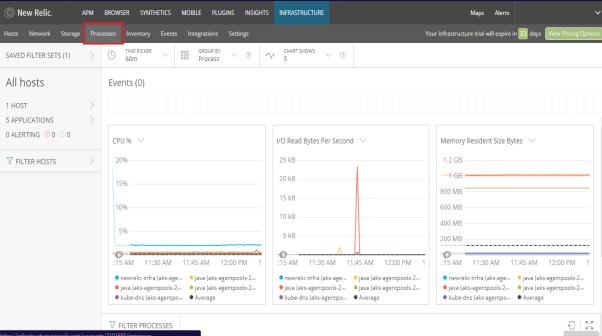 New Relic. APM BROWSER SYNTHETICS MOBILE PLUGINS INSIGHTS INFRASTRUCTURE Maps Alerts
Hosts Network Storage Processes Inventory Events Integrations Settings Your Infrastructure trial will expire in 23 days View Pricing Options
SAVED FILTER SETS (1)
TIME PICKER
60m
GROUP BY
Process
CHART SHOWS
5
All hosts
1 HOST
5 APPLICATIONS
0 ALERTING 0 0
FILTER HOSTS
Events (0)
CPU %
20%
15%
10%
5%
:15 AM 11:30 AM 11:45 AM 12:00 PM 1
newrelic-infra (aks-age... java (aks-agentpools-2...
java (aks-agentpools-2... java (aks-agentpools-2...
kube-dns (aks-agentpo... Average
I/O Read Bytes Per Second
25 kB
20 kB
15 kB
10 kB
5 kB
:15 AM 11:30 AM 11:45 AM 12:00 PM 1
newrelic-infra (aks-age... java (aks-agentpools-2...
java (aks-agentpools-2... java (aks-agentpools-2...
kube-dns (aks-agentpo... Average
Memory Resident Size Bytes
1.2 GB
1 GB
800 MB
600 MB
400 MB
200 MB
:15 AM 11:30 AM 11:45 AM 12:00 PM 1
newrelic-infra (aks-age... java (aks-agentpools-2...
java (aks-agentpools-2... java (aks-agentpools-2...
kube-dns (aks-agentpo... Average
FILTER PROCESSES